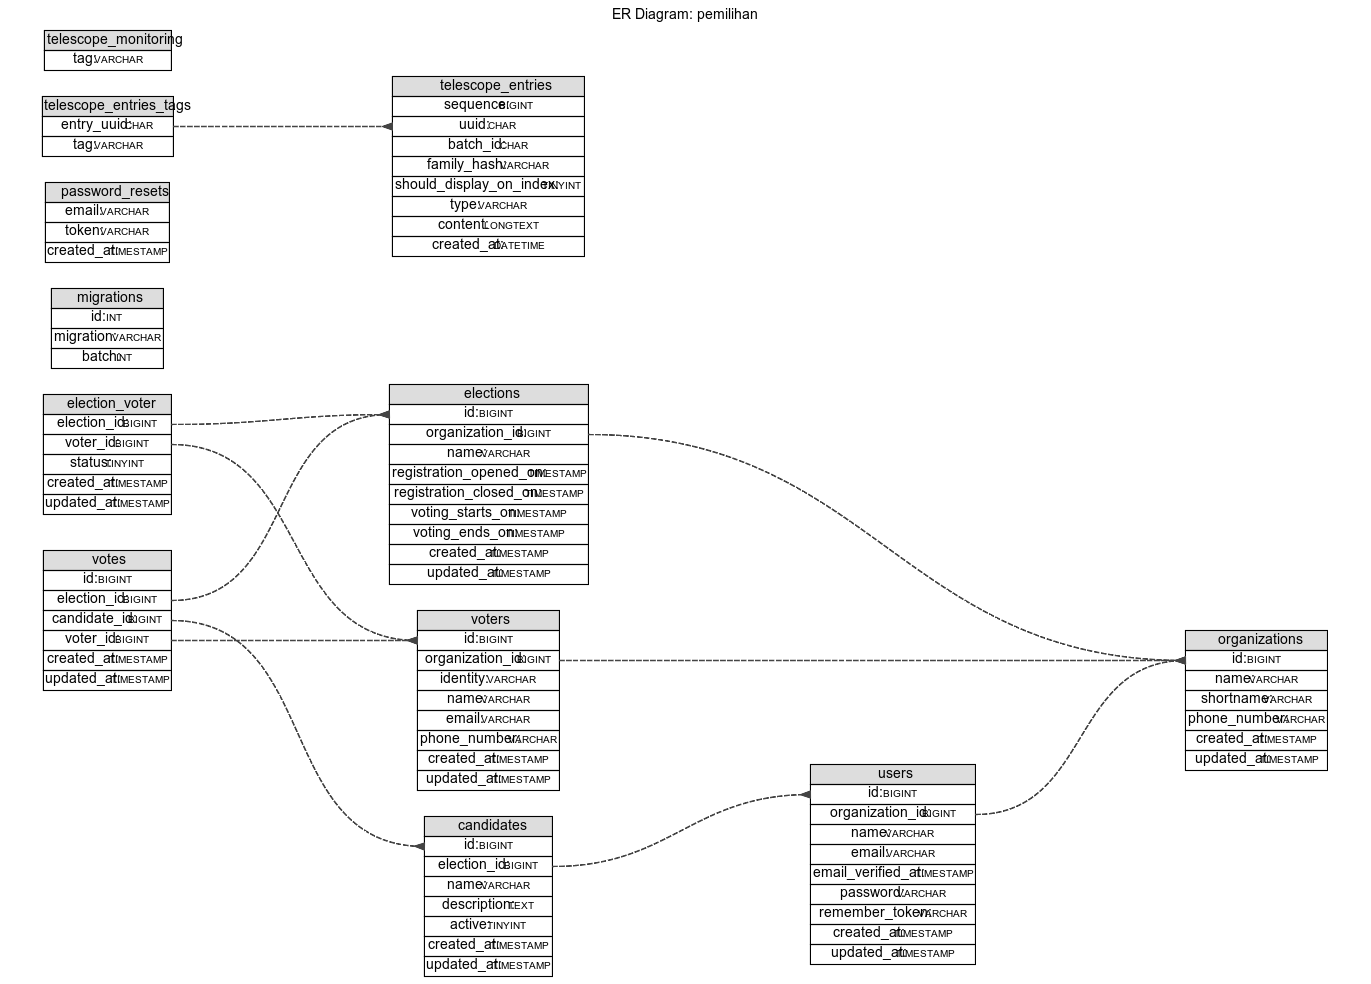 ER Diagram: pemilihan
telescope_monitoring
tag: VARCHAR
telescope_entries_tags
entry_uuid: CHAR
tag: VARCHAR
password_resets
email: VARCHAR
token: VARCHAR
created_at: TIMESTAMP
migrations
id: INT
migration: VARCHAR
batch: INT
election_voter
election_id: BIGINT
voter_id: BIGINT
status: TINYINT
created_at: TIMESTAMP
updated_at: TIMESTAMP
votes
id: BIGINT
election_id: BIGINT
candidate_id: BIGINT
voter_id: BIGINT
created_at: TIMESTAMP
updated_at: TIMESTAMP
telescope_entries
sequence: BIGINT
uuid: CHAR
batch_id: CHAR
family_hash: VARCHAR
should_display_on_index: TINYINT
type: VARCHAR
content: LONGTEXT
created_at: DATETIME
elections
id: BIGINT
organization_id: BIGINT
name: VARCHAR
registration_opened_on: TIMESTAMP
registration_closed_on: TIMESTAMP
voting_starts_on: TIMESTAMP
voting_ends_on: TIMESTAMP
created_at: TIMESTAMP
updated_at: TIMESTAMP
voters
id: BIGINT
organization_id: BIGINT
identity: VARCHAR
name: VARCHAR
email: VARCHAR
phone_number: VARCHAR
created_at: TIMESTAMP
updated_at: TIMESTAMP
candidates
id: BIGINT
election_id: BIGINT
name: VARCHAR
description: TEXT
active: TINYINT
created_at: TIMESTAMP
updated_at: TIMESTAMP
users
id: BIGINT
organization_id: BIGINT
name: VARCHAR
email: VARCHAR
email_verified_at: TIMESTAMP
password: VARCHAR
remember_token: VARCHAR
created_at: TIMESTAMP
updated_at: TIMESTAMP
organizations
id: BIGINT
name: VARCHAR
shortname: VARCHAR
phone_number: VARCHAR
created_at: TIMESTAMP
updated_at: TIMESTAMP